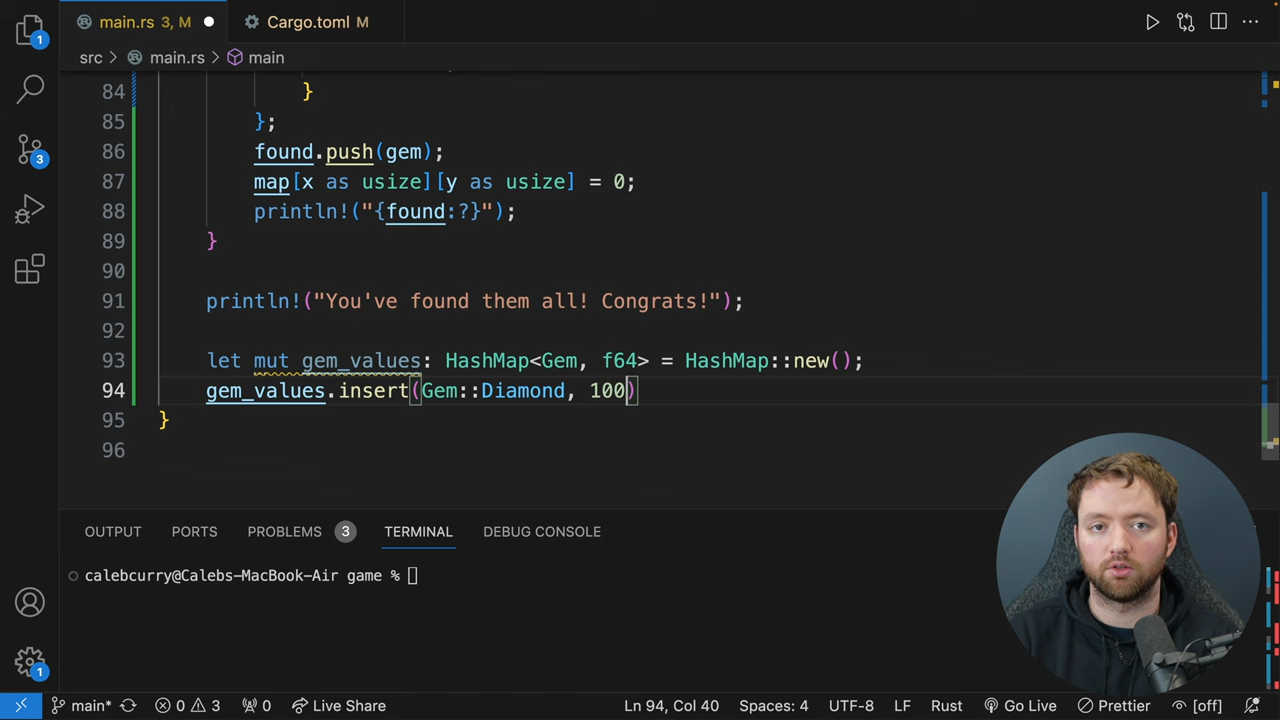 main.rs 3, M
Cargo.toml M
src > main.rs > main
84 }
85 };
86 found.push(gem);
87 map[x as usize][y as usize] = 0;
88 println!("{found:?}");
89 }
90
91 println!("You've found them all! Congrats!");
92
93 let mut gem_values: HashMap<Gem, f64> = HashMap::new();
94 gem_values.insert(Gem::Diamond, 100)
95 }
96
1
3
1
OUTPUT PORTS PROBLEMS 3 TERMINAL DEBUG CONSOLE
calebcurry@Calebs-MacBook-Air game %
main* 0 3 0 Live Share Ln 94, Col 40 Spaces: 4 UTF-8 LF Rust Go Live Prettier [off]